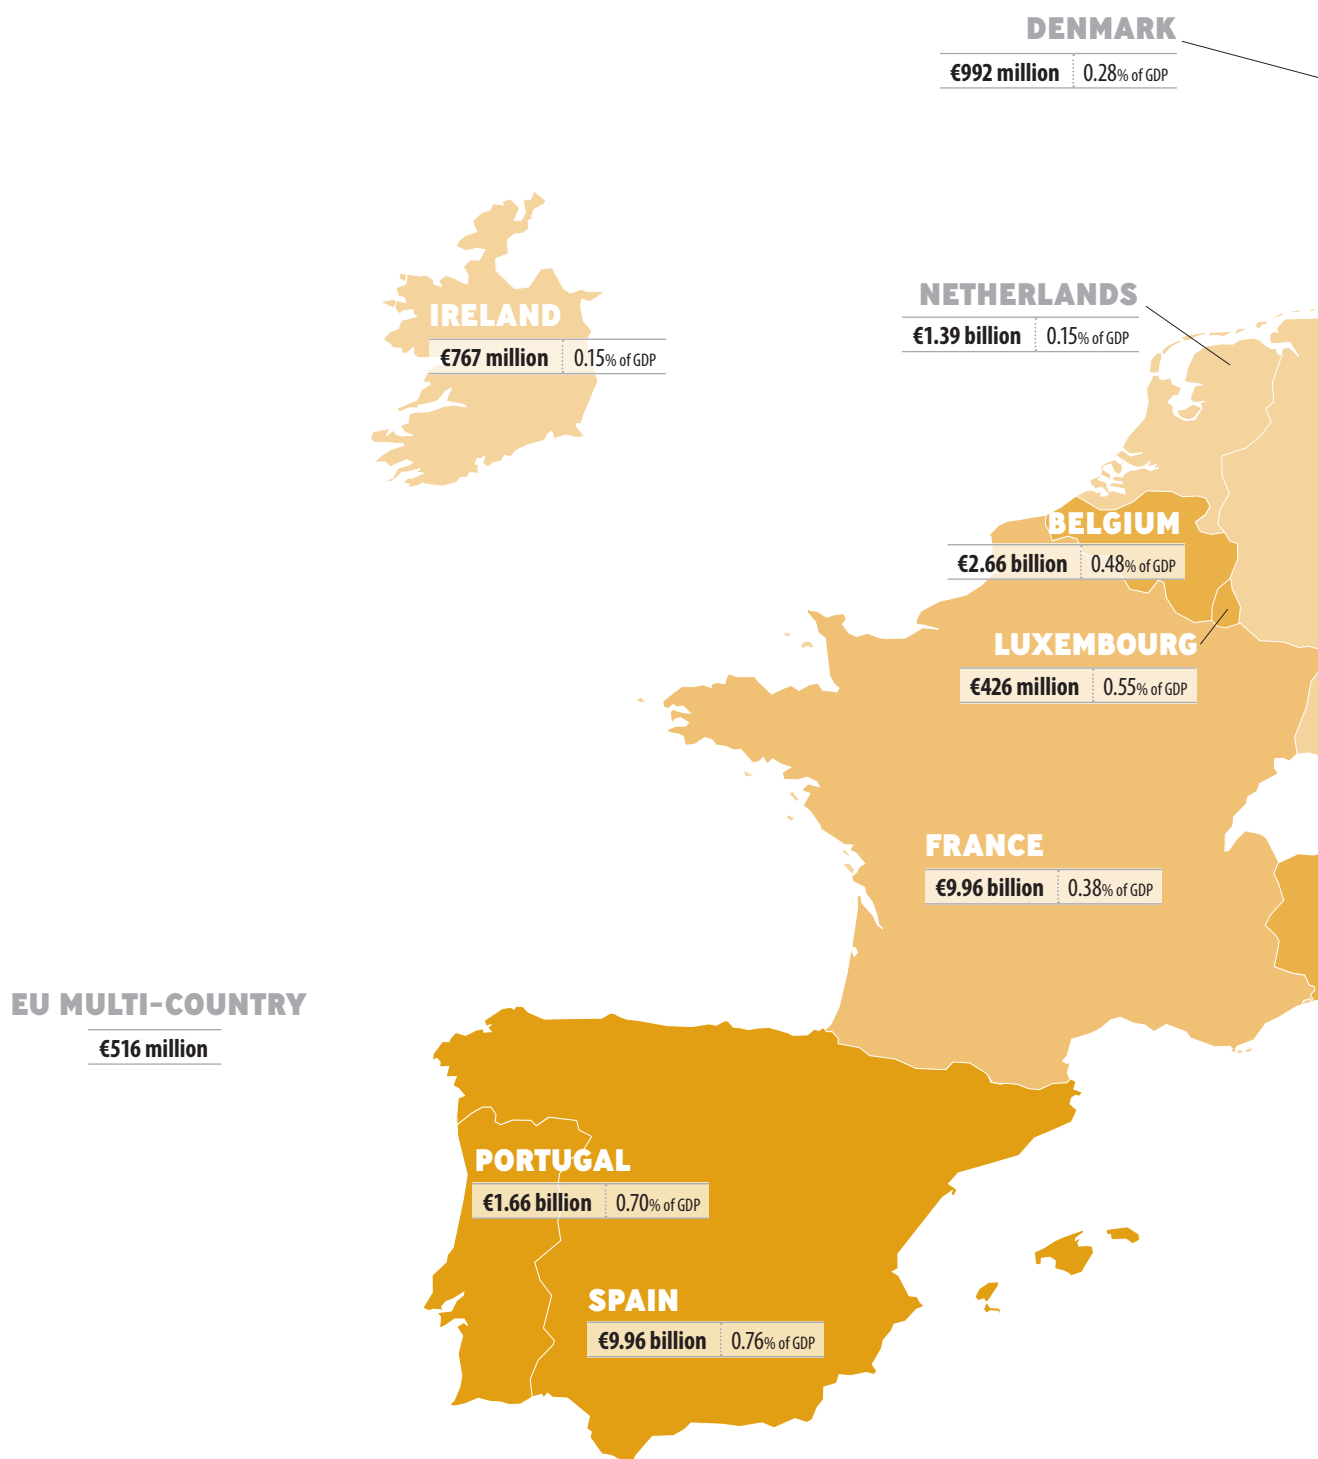 DENMARK
€992 million 0.28% of GDP
IRELAND
€767 million 0.15% of GDP
NETHERLANDS
€1.39 billion 0.15% of GDP
BELGIUM
€2.66 billion 0.48% of GDP
LUXEMBOURG
€426 million 0.55% of GDP
FRANCE
€9.96 billion 0.38% of GDP
EU MULTI-COUNTRY
€516 million
PORTUGAL
€1.66 billion 0.70% of GDP
SPAIN
€9.96 billion 0.76% of GDP